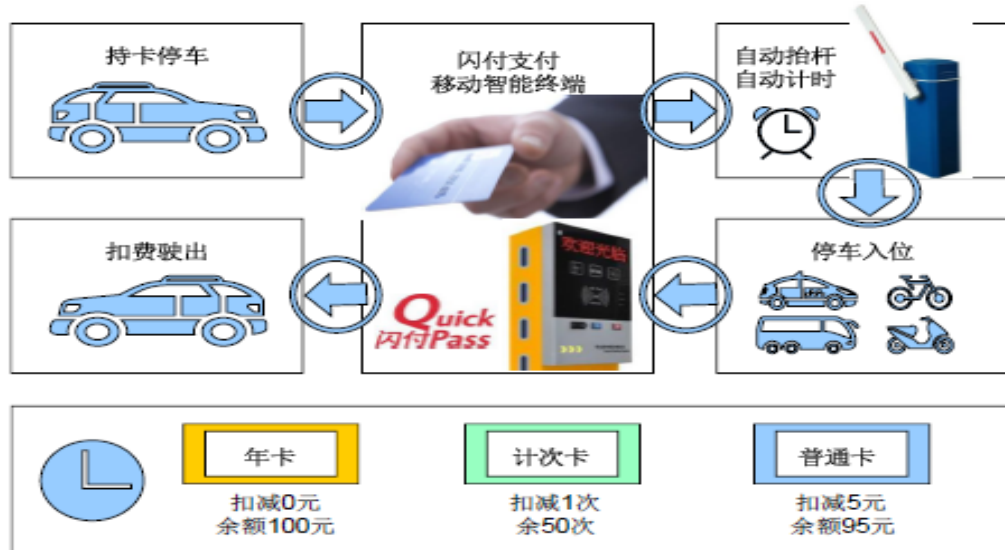 持卡停车
闪付支付
移动智能终端
自动抬杆
自动计时
扣费驶出
Quick
闪付Pass
欢迎光临
停车入位
年卡
计次卡
普通卡
扣减0元
余额100元
扣减1次
余50次
扣减5元
余额95元